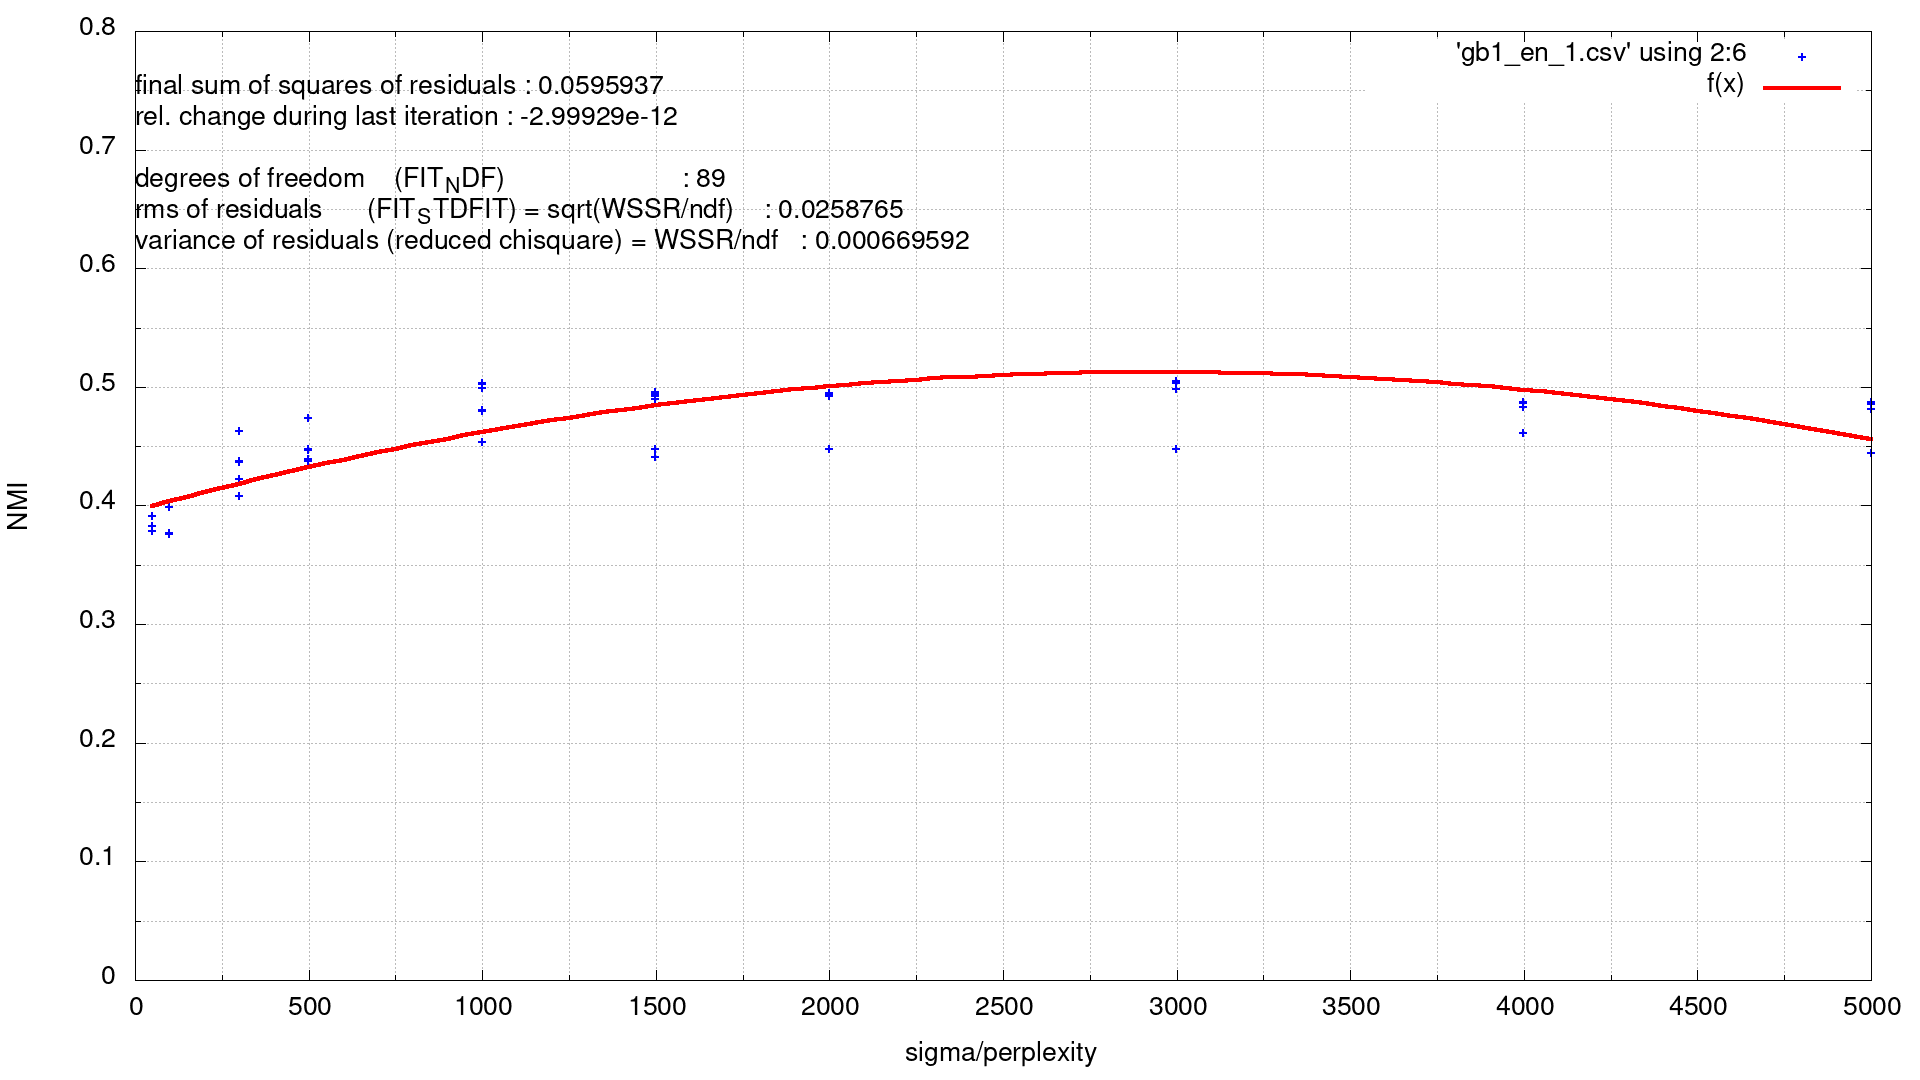 0.8
'gb1_en_1.csv' using 2:6
f(x)
final sum of squares of residuals : 0.0595937
rel. change during last iteration : -2.99929e-12
0.7
degrees of freedom (FIT_NDF) : 89
rms of residuals (FIT_STDFIT) = sqrt(WSSR/ndf) : 0.0258765
variance of residuals (reduced chisquare) = WSSR/ndf : 0.000669592
0.6
0.5
0.4
NMI
0.3
0.2
0.1
0
0 500 1000 1500 2000 2500 3000 3500 4000 4500 5000
sigma/perplexity